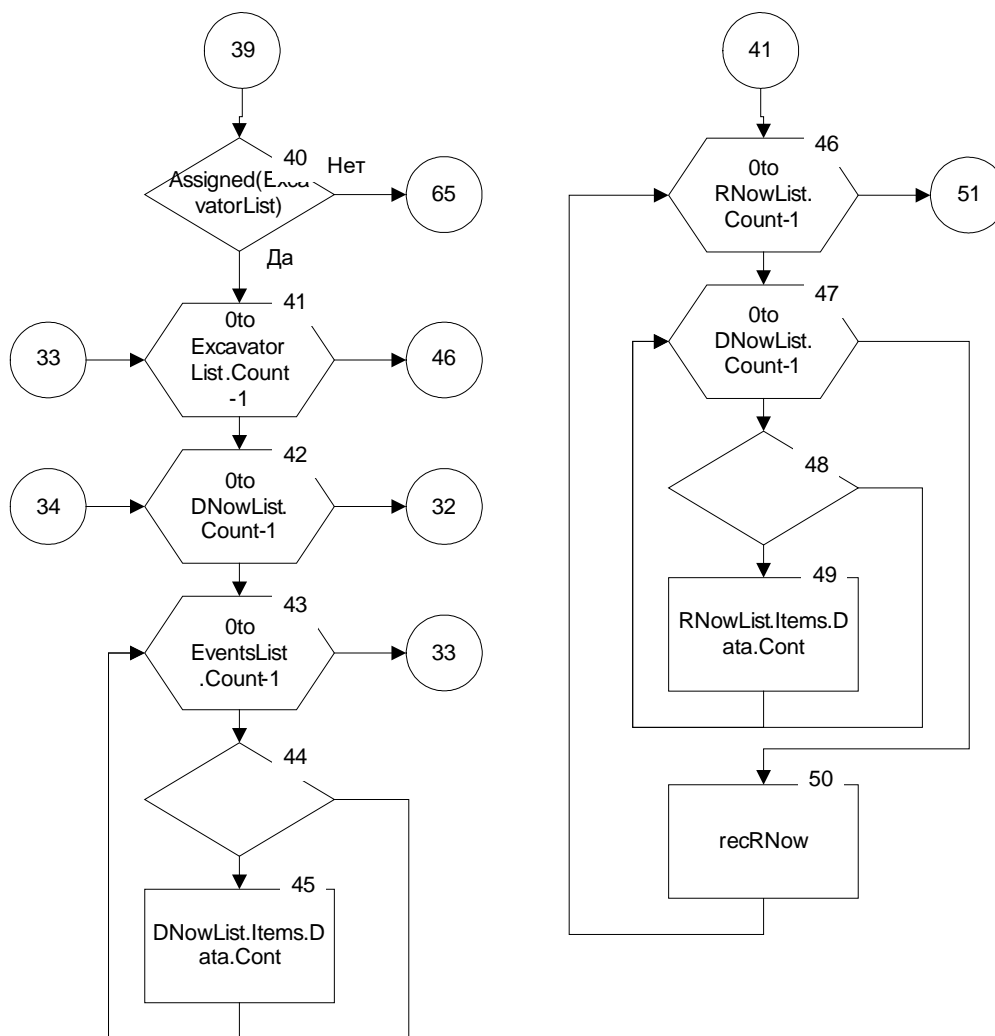 39
40
Нет
Assigned(Exca
vatorList)
65
Да
41
0to
Excavator
List.Count
-1
33
46
42
0to
DNowList.
Count-1
34
32
43
0to
EventsList
.Count-1
33
44
45
DNowList.Items.D
ata.Cont
41
46
0to
RNowList.
Count-1
51
47
0to
DNowList.
Count-1
48
49
RNowList.Items.D
ata.Cont
50
recRNow